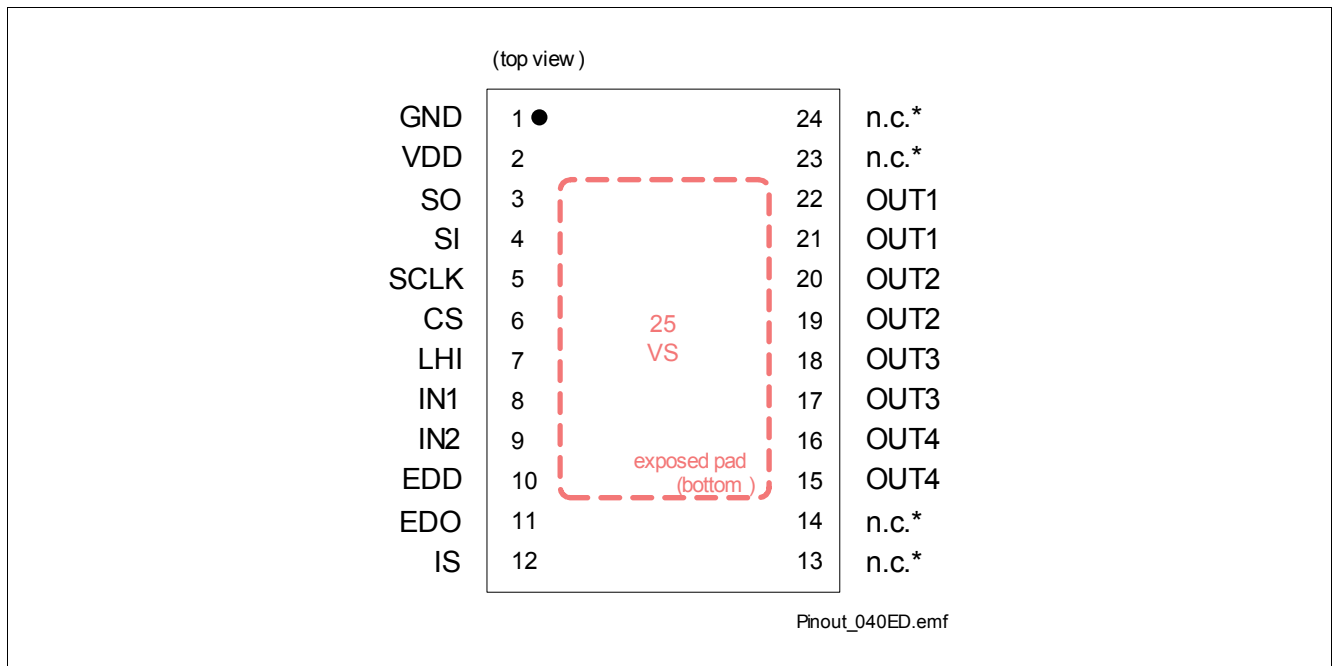 (top view )
GND 1 24 n.c.*
VDD 2 23 n.c.*
SO 3 22 OUT1
SI 4 21 OUT1
SCLK 5 20 OUT2
CS 6 25 19 OUT2
LHI 7 VS 18 OUT3
IN1 8 17 OUT3
IN2 9 16 OUT4
exposed pad
EDD 10 (bottom ) 15 OUT4
EDO 11 14 n.c.*
IS 12 13 n.c.*
Pinout_040ED.emf